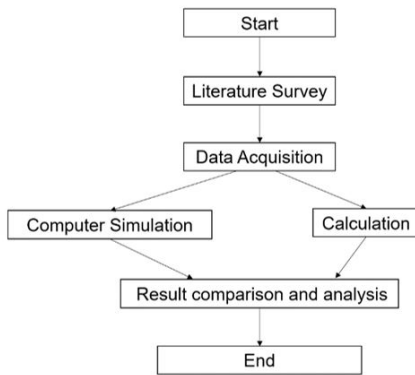 Start
Literature Survey
Data Acquisition
Computer Simulation
Calculation
Result comparison and analysis
End